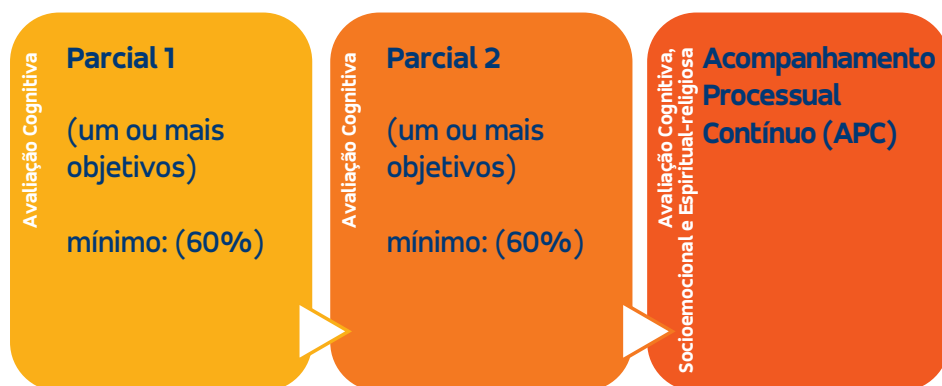 Avaliação Cognitiva
Parcial 1
(um ou mais
objetivos)
mínimo: (60%)
Avaliação Cognitiva
Parcial 2
(um ou mais
objetivos)
mínimo: (60%)
Avaliação Cognitiva,
Socioemocional e Espiritual-religiosa
Acompanhamento
Processual
Contínuo (APC)